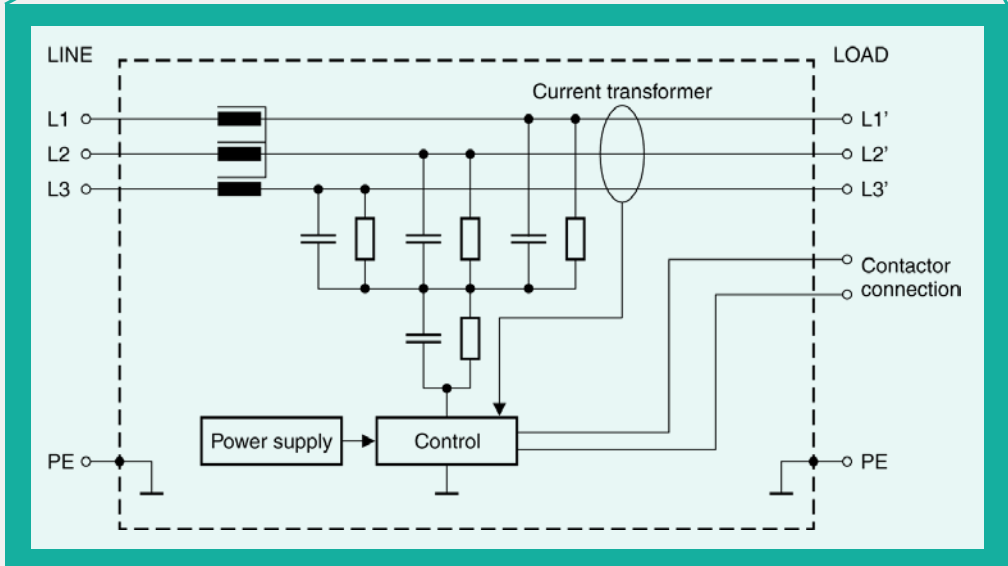 LINE
LOAD
Current transformer
L1
L1'
L2
L2'
L3
L3'
Contactor
connection
Power supply
Control
PE
PE